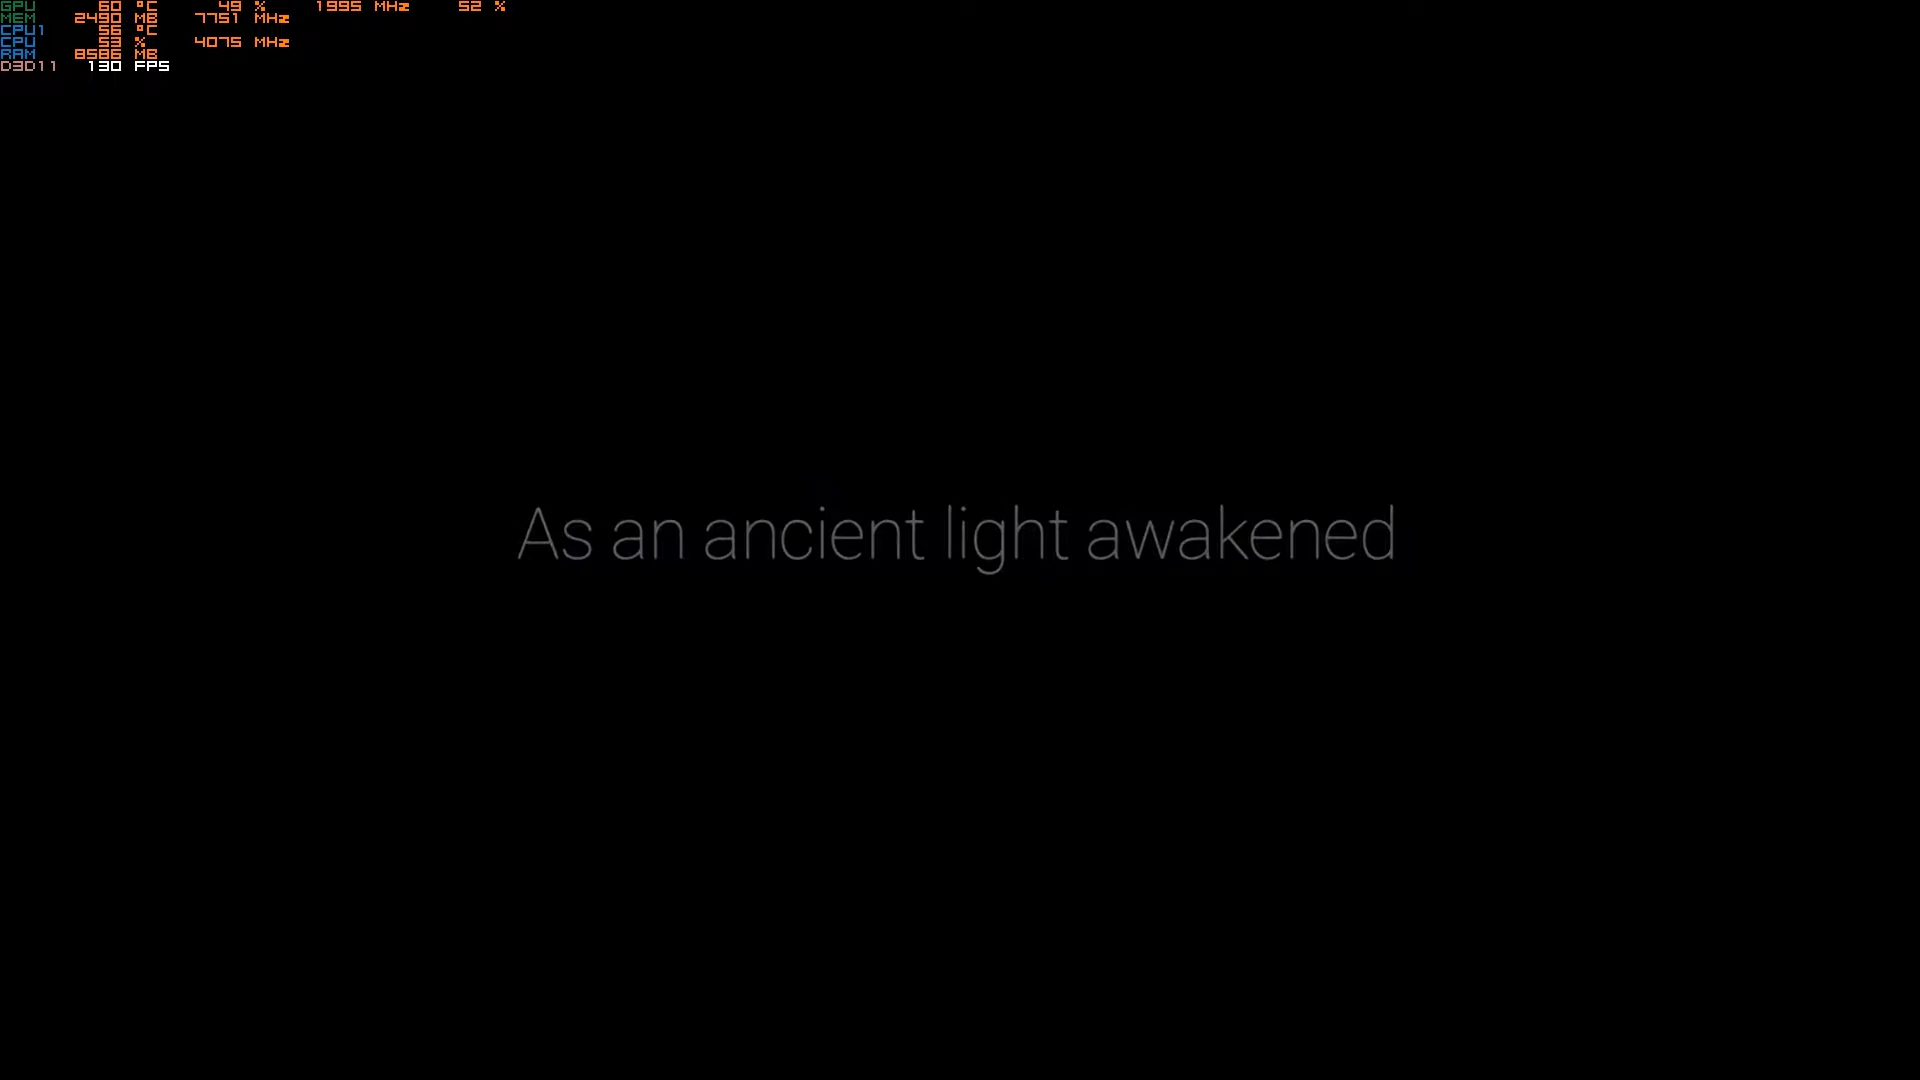 GPU 60 °C 49 % 1995 MHz 52 %
MEM 2490 MB 7751 MHz
CPU1 56 °C
CPU 53 % 4075 MHz
RAM 8586 MB
D3D11 130 FPS
As an ancient light awakened